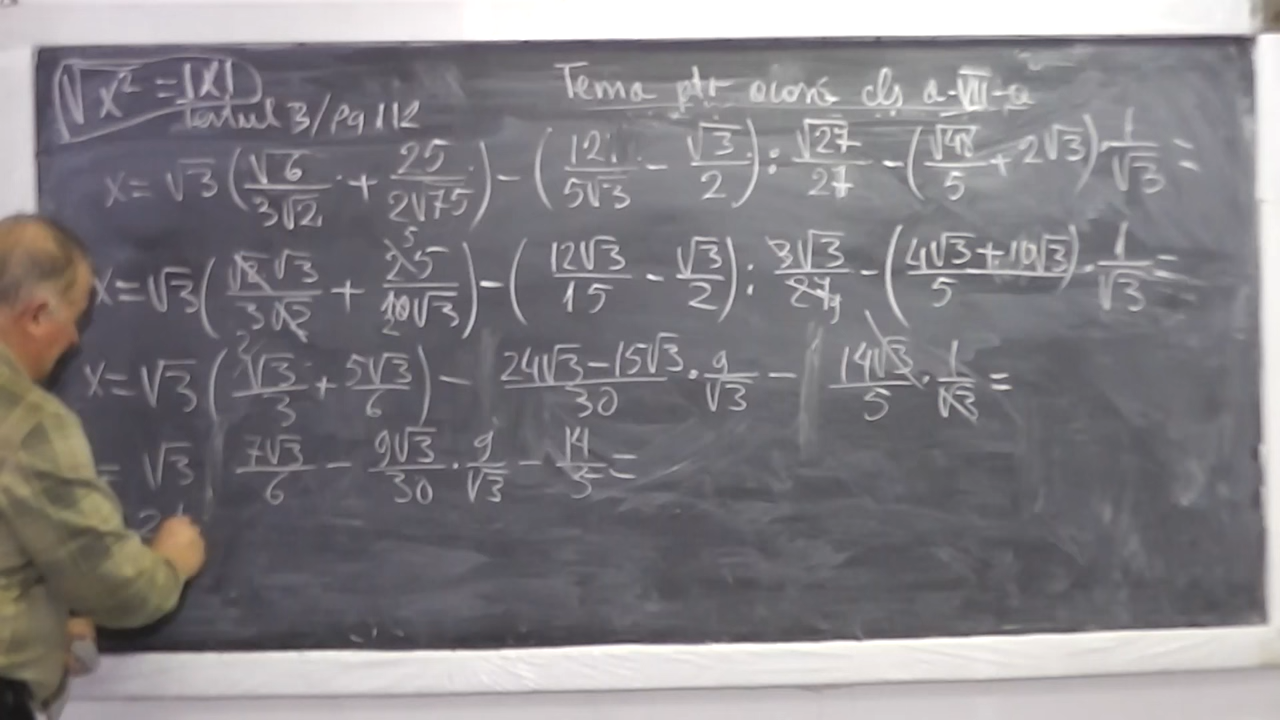 √x² = |x|
Tema ptr acasă cls a-VII-a
Testul 3/pg 112
x = √3 (√6/3√2 + 25/2√75) - (12/5√3 - √3/2) : √27/27 - (√48/5 + 2√3) · 1/√3 =
x = √3 (√2 √3/3√2 + 25/10√3) - (12√3/15 - √3/2) : 3√3/27 - (4√3 + 10√3/5) · 1/√3 =
x = √3 (√3/3 + 5√3/6) - 24√3 - 15√3/30 · 9/√3 - 14√3/5 · 1/√3 =
= √3 7√3/6 - 9√3/30 · 9/√3 - 14/5 =